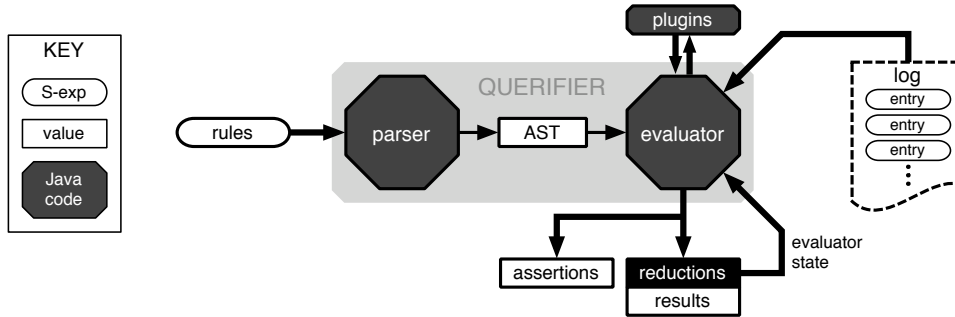 KEY
S-exp
value
Java
code
plugins
QUERIFIER
rules
parser
AST
evaluator
log
entry
entry
entry
assertions
reductions
results
evaluator
state